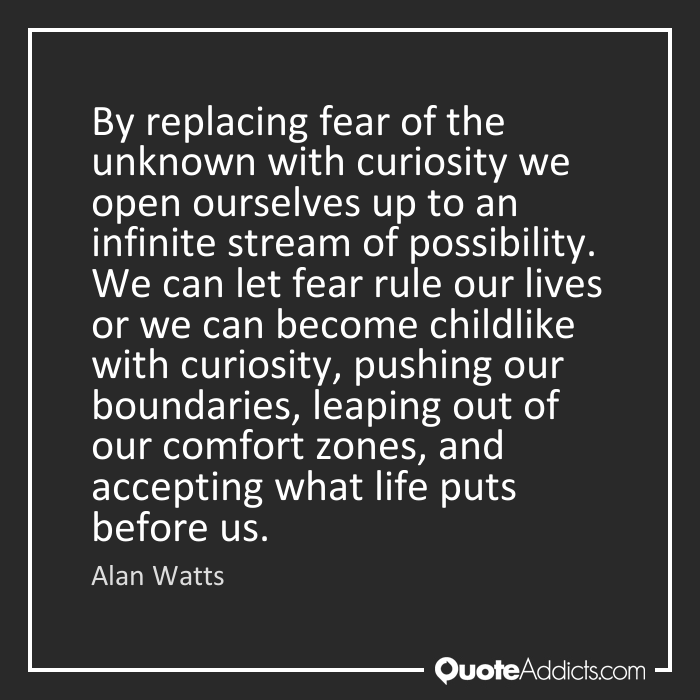 By replacing fear of the
unknown with curiosity we
open ourselves up to an
infinite stream of possibility.
We can let fear rule our lives
or we can become childlike
with curiosity, pushing our
boundaries, leaping out of
our comfort zones, and
accepting what life puts
before us.
Alan Watts
QuoteAddicts.com